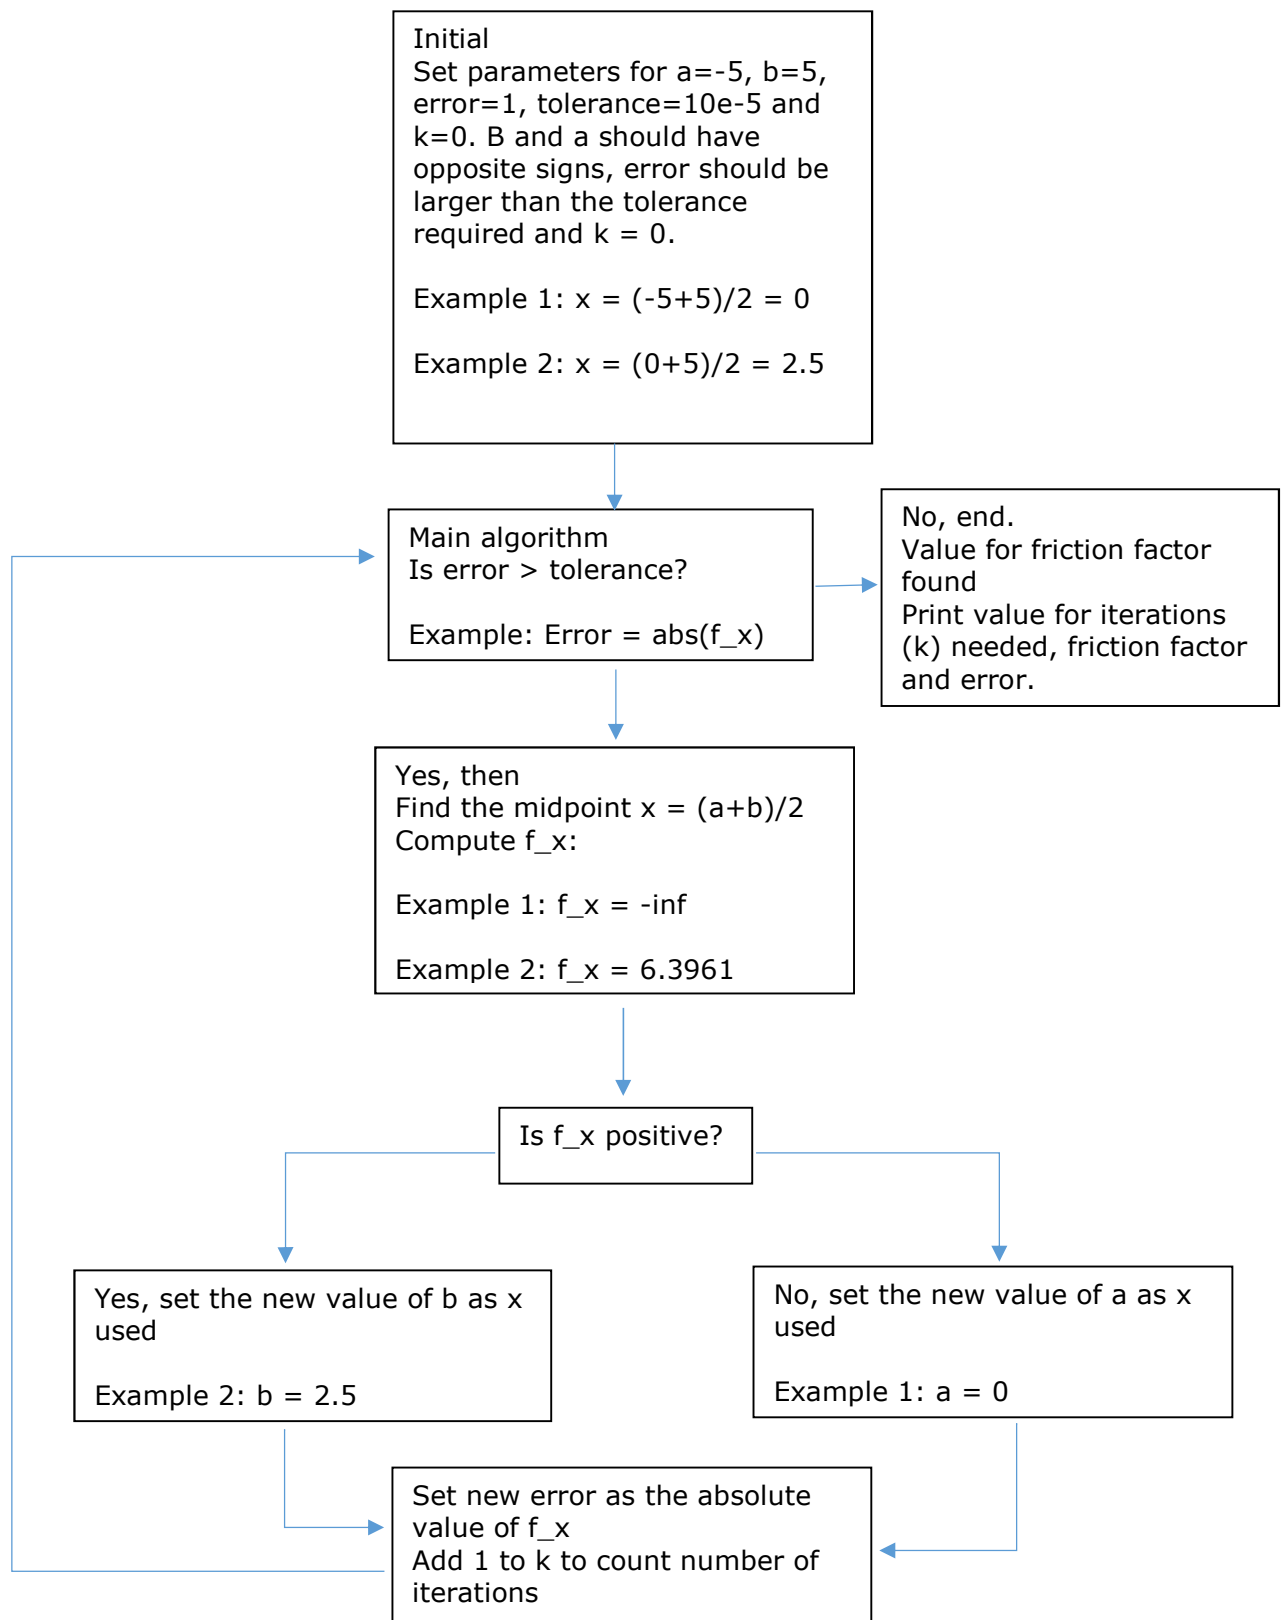 Initial
Set parameters for a=-5, b=5,
error=1, tolerance=10e-5 and
k=0. B and a should have
opposite signs, error should be
larger than the tolerance
required and k = 0.
Example 1: x = (-5+5)/2 = 0
Example 2: x = (0+5)/2 = 2.5
Main algorithm
Is error > tolerance?
Example: Error = abs(f_x)
No, end.
Value for friction factor
found
Print value for iterations
(k) needed, friction factor
and error.
Yes, then
Find the midpoint x = (a+b)/2
Compute f_x:
Example 1: f_x = -inf
Example 2: f_x = 6.3961
Is f_x positive?
Yes, set the new value of b as x
used
Example 2: b = 2.5
No, set the new value of a as x
used
Example 1: a = 0
Set new error as the absolute
value of f_x
Add 1 to k to count number of
iterations